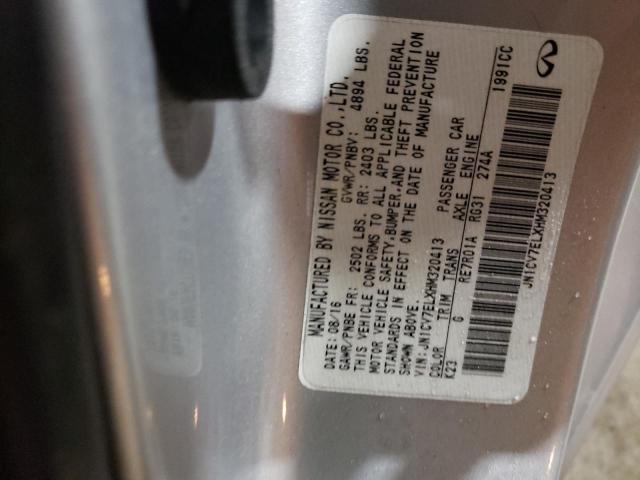 MANUFACTURED BY NISSAN MOTOR CO.,LTD.
DATE: 08/16 GVWR/PNBV: 4894 LBS.
GAWR/PNBE FR: 2502 LBS. RR: 2403 LBS.
THIS VEHICLE CONFORMS TO ALL APPLICABLE FEDERAL
MOTOR VEHICLE SAFETY,BUMPER,AND THEFT PREVENTION
STANDARDS IN EFFECT ON THE DATE OF MANUFACTURE
SHOWN ABOVE.
VIN: JN1CV7ELXHM320413 PASSENGER CAR
COLOR TRIM TRANS AXLE ENGINE
K23 G RE7R01A RG31 274A 1991CC
JN1CV7ELXHM320413